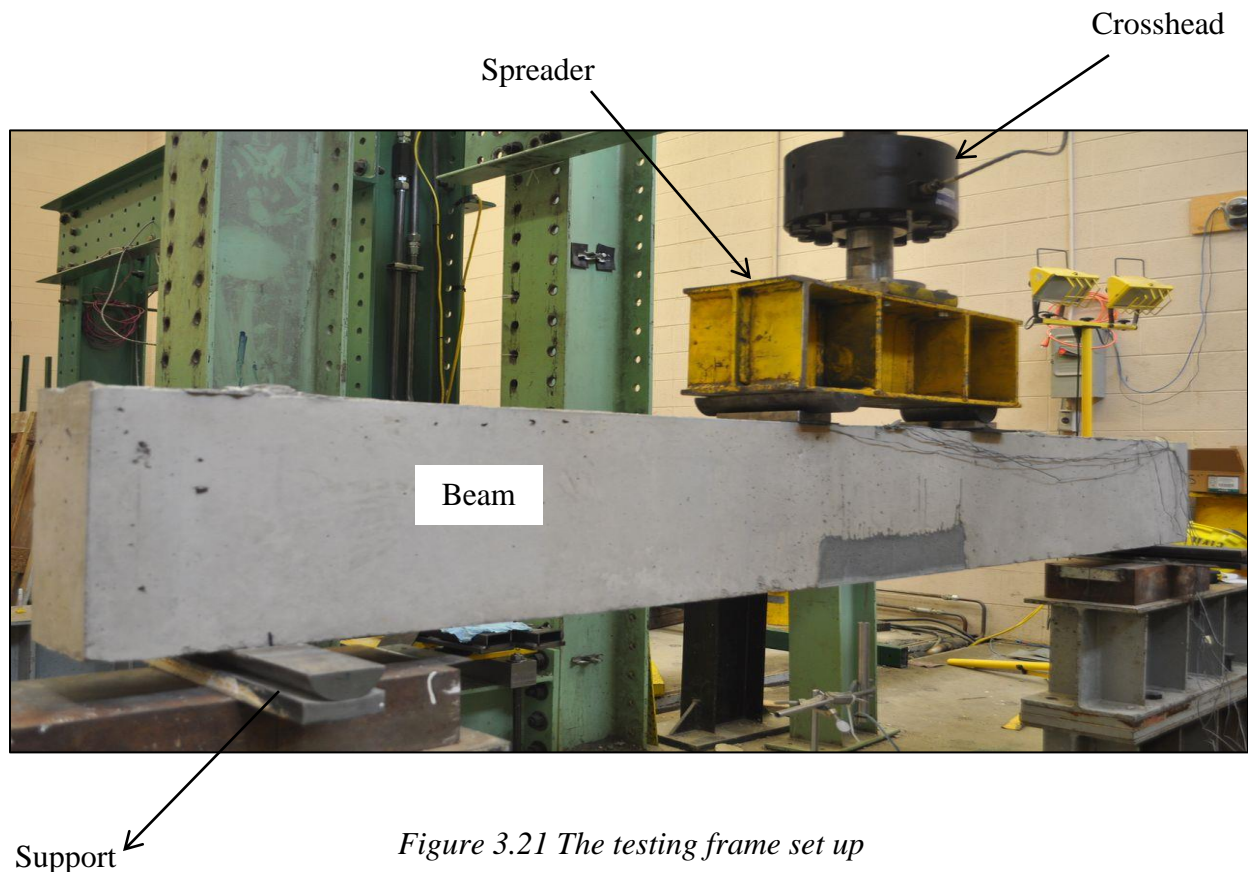 Crosshead
Spreader
Beam
Support
Figure 3.21 The testing frame set up